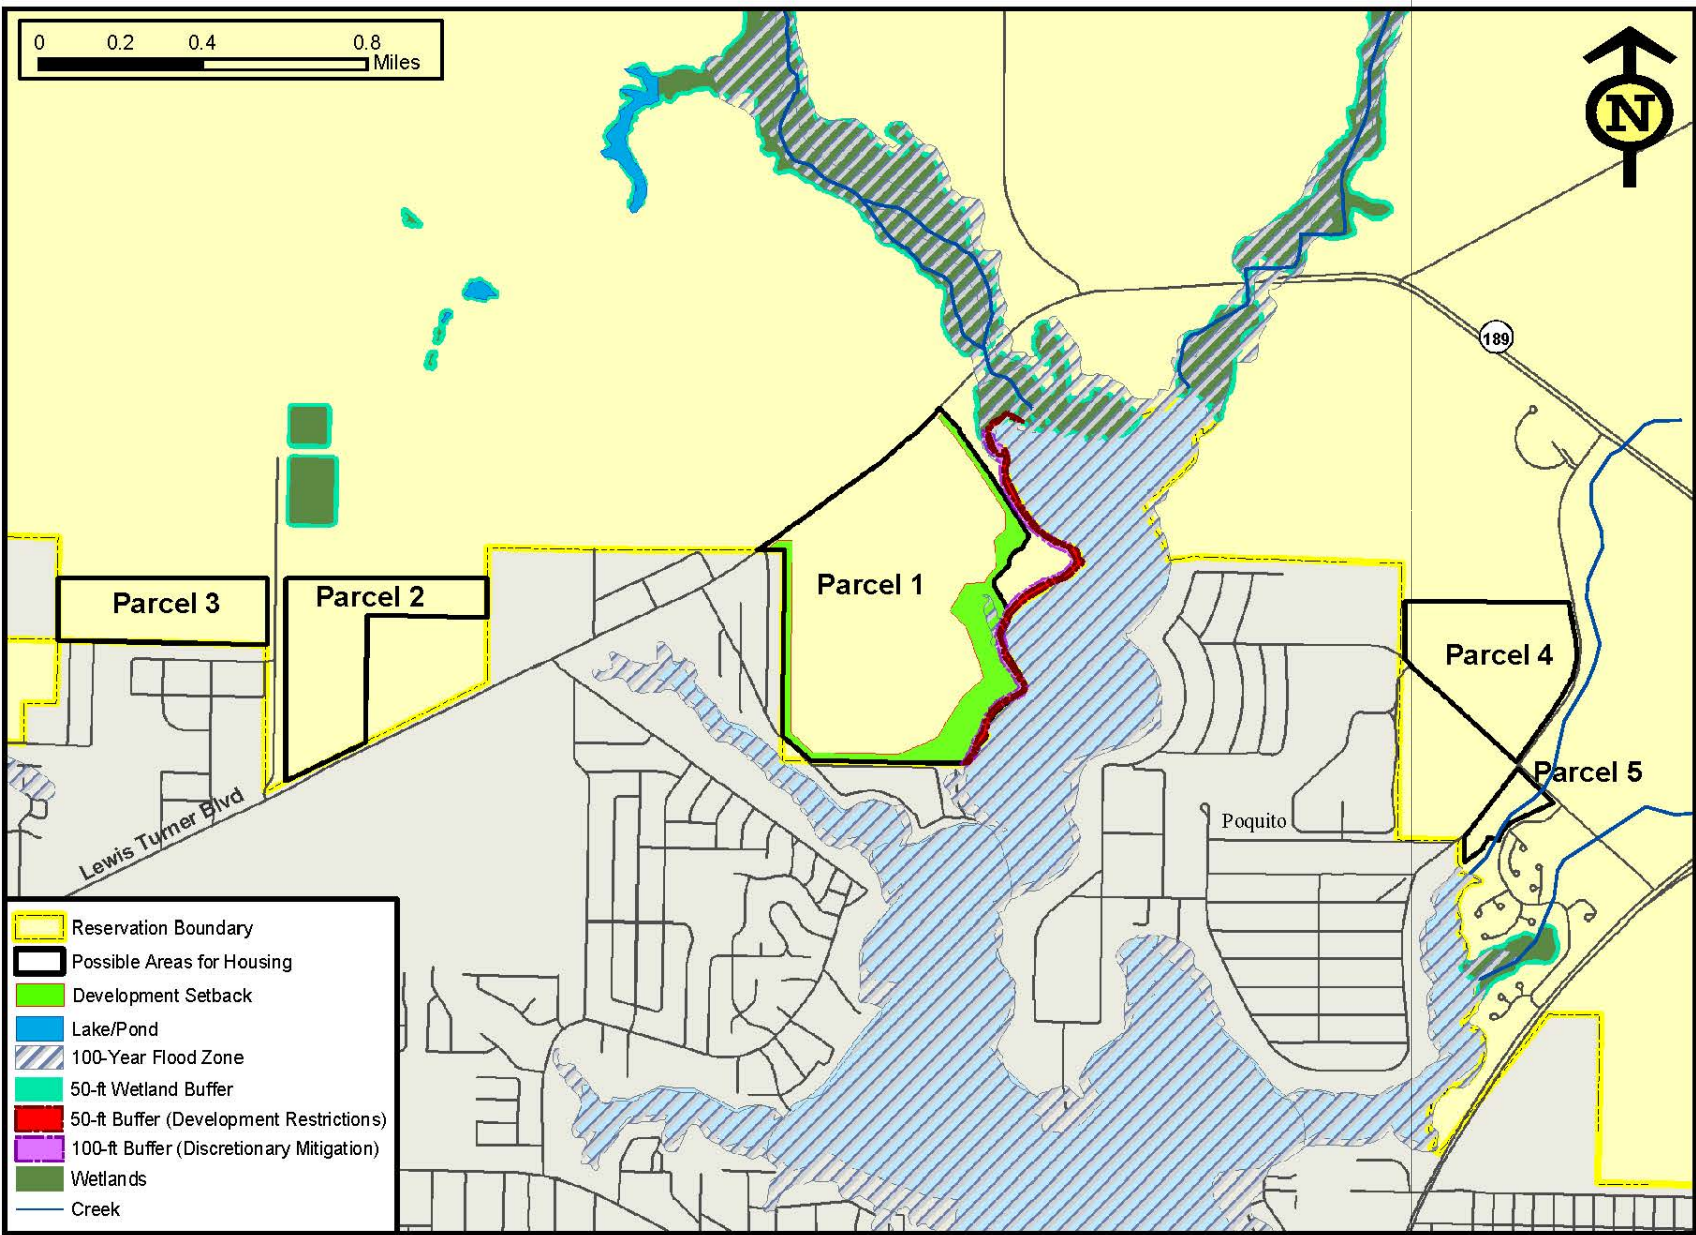 0 0.2 0.4 0.8
Miles
N
189
Parcel 1
Parcel 3
Parcel 2
Parcel 4
Parcel 5
Poquito
Lewis Turner Blvd
Reservation Boundary
Possible Areas for Housing
Development Setback
Lake/Pond
100-Year Flood Zone
50-ft Wetland Buffer
50-ft Buffer (Development Restrictions)
100-ft Buffer (Discretionary Mitigation)
Wetlands
Creek